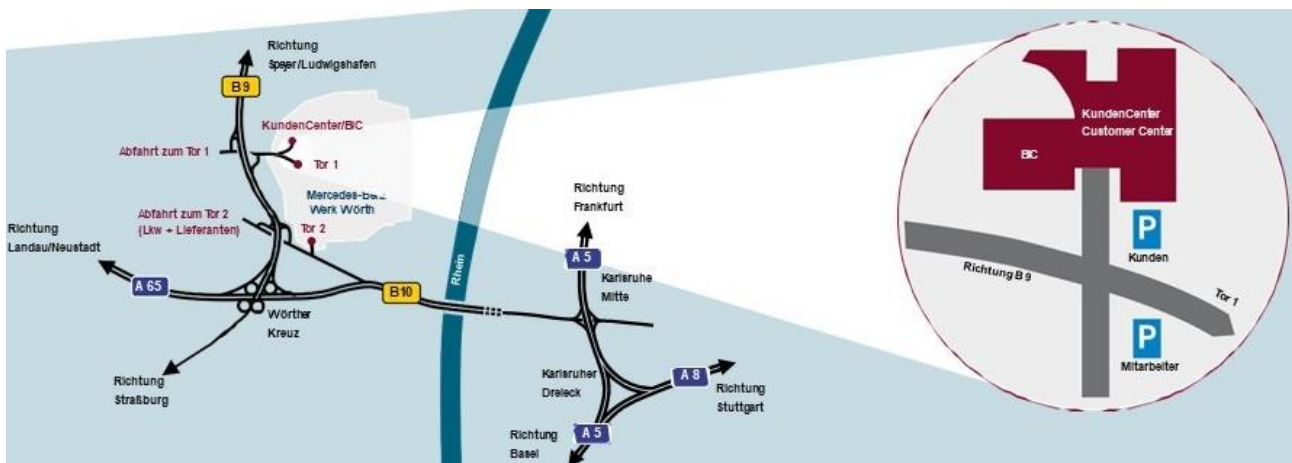 Richtung
Speyer/Ludwigshafen
B 9
KundenCenter/BIC
Abfahrt zum Tor 1
Tor 1
Mercedes-Benz
Werk Wörth
Abfahrt zum Tor 2
(Lkw + Lieferanten)
Tor 2
Richtung
Landau/Neustadt
A 65
B10
Wörther
Kreuz
Richtung
Straßburg
Rhein
Richtung
Frankfurt
A 5
Karlsruhe
Mitte
Karlsruher
Dreieck
A 8
Richtung
Stuttgart
A 5
Richtung
Basel
KundenCenter
Customer Center
BIC
P
Kunden
Richtung B 9
Tor 1
P
Mitarbeiter